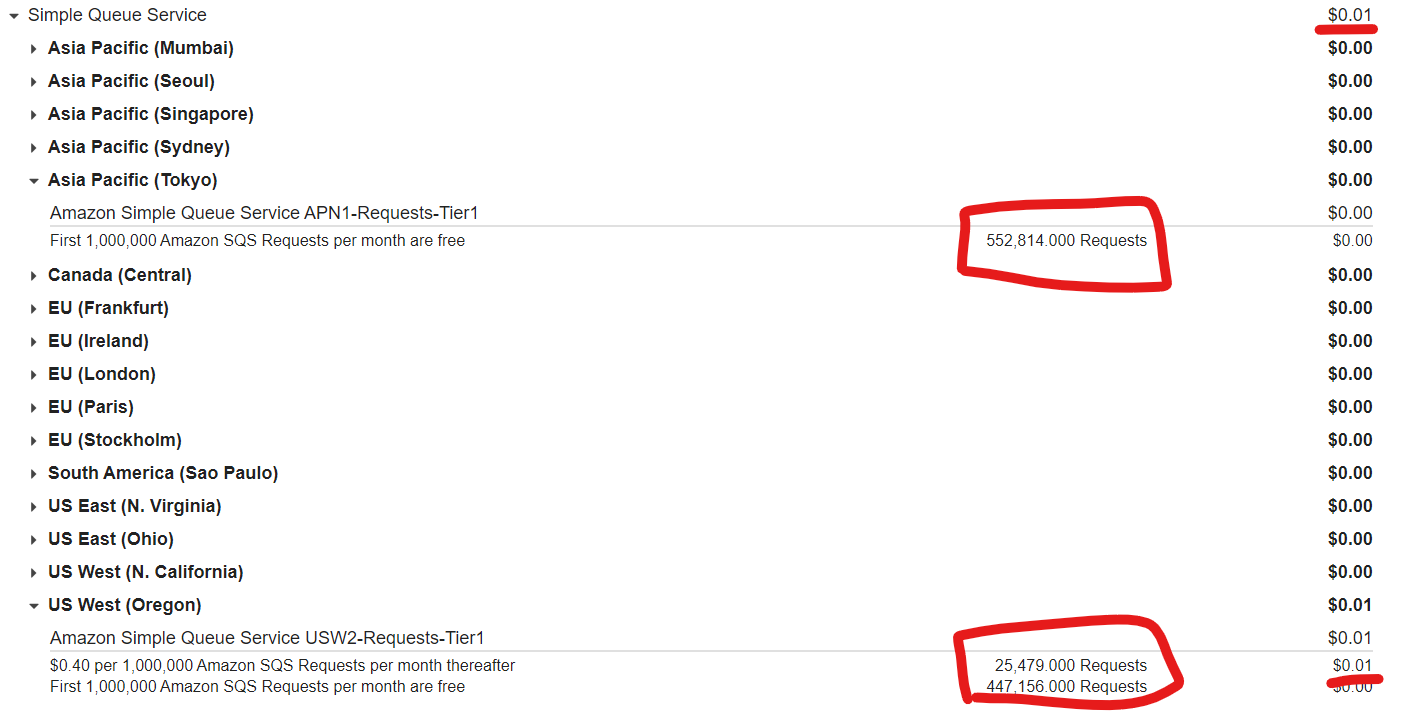 Simple Queue Service $0.01
Asia Pacific (Mumbai) $0.00
Asia Pacific (Seoul) $0.00
Asia Pacific (Singapore) $0.00
Asia Pacific (Sydney) $0.00
Asia Pacific (Tokyo) $0.00
Amazon Simple Queue Service APN1-Requests-Tier1 $0.00
First 1,000,000 Amazon SQS Requests per month are free 552,814.000 Requests $0.00
Canada (Central) $0.00
EU (Frankfurt) $0.00
EU (Ireland) $0.00
EU (London) $0.00
EU (Paris) $0.00
EU (Stockholm) $0.00
South America (Sao Paulo) $0.00
US East (N. Virginia) $0.00
US East (Ohio) $0.00
US West (N. California) $0.00
US West (Oregon) $0.01
Amazon Simple Queue Service USW2-Requests-Tier1 $0.01
$0.40 per 1,000,000 Amazon SQS Requests per month thereafter 25,479.000 Requests $0.01
First 1,000,000 Amazon SQS Requests per month are free 447,156.000 Requests $0.00